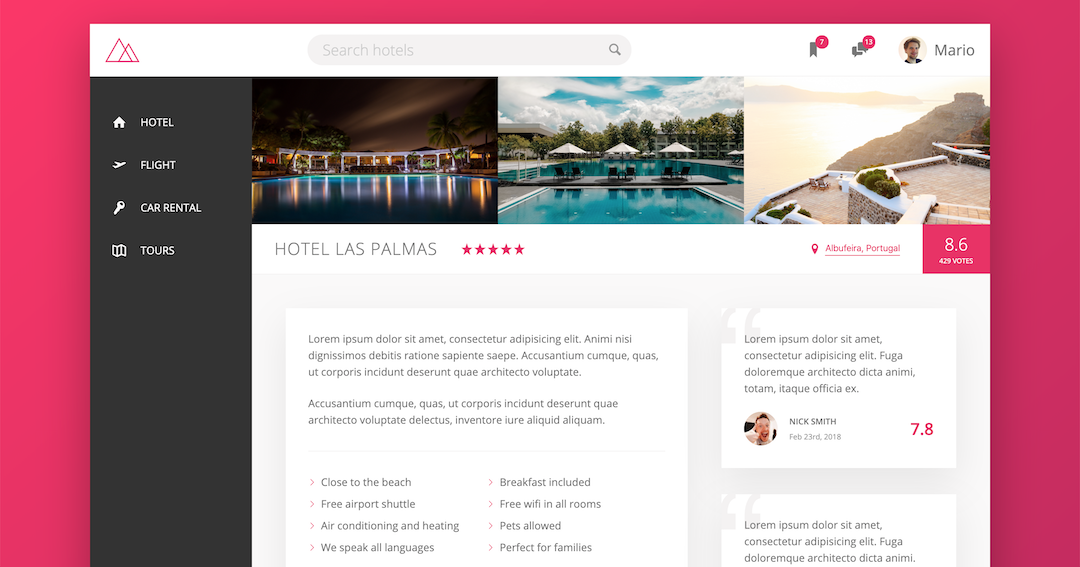 Search hotels
7
13
Mario
HOTEL
FLIGHT
CAR RENTAL
TOURS
HOTEL LAS PALMAS
Albufeira, Portugal
8.6
429 VOTES
Lorem ipsum dolor sit amet, consectetur adipisicing elit. Animi nisi
dignissimos debitis ratione sapiente saepe. Accusantium cumque, quas,
ut corporis incidunt deserunt quae architecto voluptate.
Accusantium cumque, quas, ut corporis incidunt deserunt quae
architecto voluptate delectus, inventore iure aliquid aliquam.
Close to the beach
Free airport shuttle
Air conditioning and heating
We speak all languages
Breakfast included
Free wifi in all rooms
Pets allowed
Perfect for families
“
Lorem ipsum dolor sit amet,
consectetur adipisicing elit. Fuga
doloremque architecto dicta animi,
totam, itaque officia ex.
NICK SMITH
Feb 23rd, 2018
7.8
“
Lorem ipsum dolor sit amet,
consectetur adipisicing elit. Fuga
doloremque architecto dicta animi.